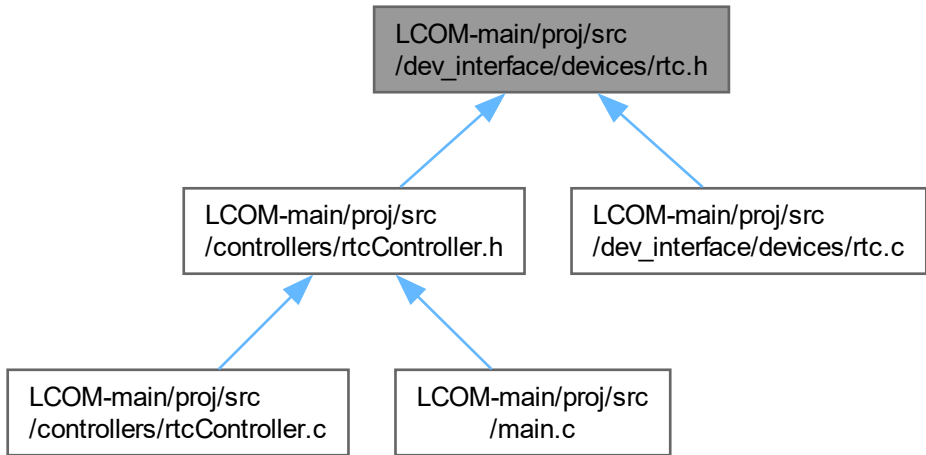 LCOM-main/proj/src
/dev_interface/devices/rtc.h
LCOM-main/proj/src
/controllers/rtcController.h
LCOM-main/proj/src
/dev_interface/devices/rtc.c
LCOM-main/proj/src
/controllers/rtcController.c
LCOM-main/proj/src
/main.c